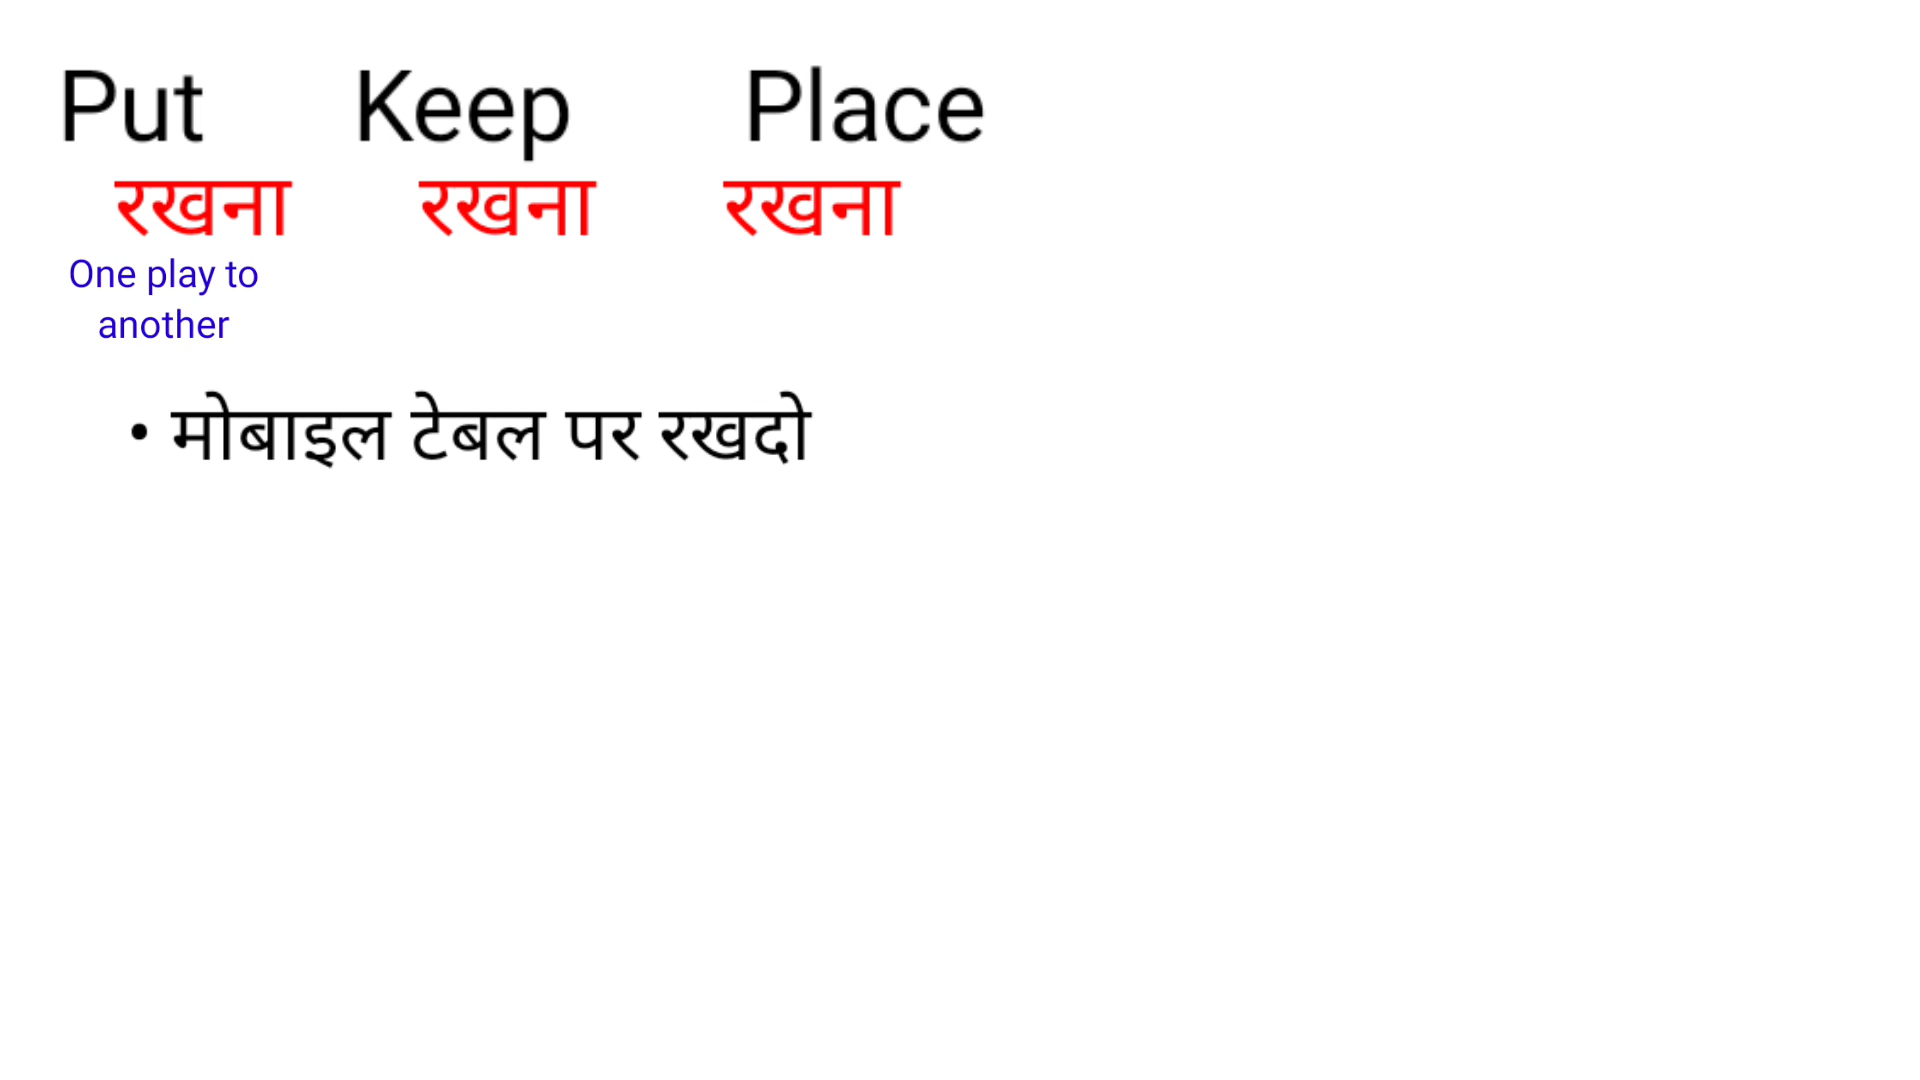 Put Keep Place
रखना रखना रखना
One play to
another
• मोबाइल टेबल पर रखदो